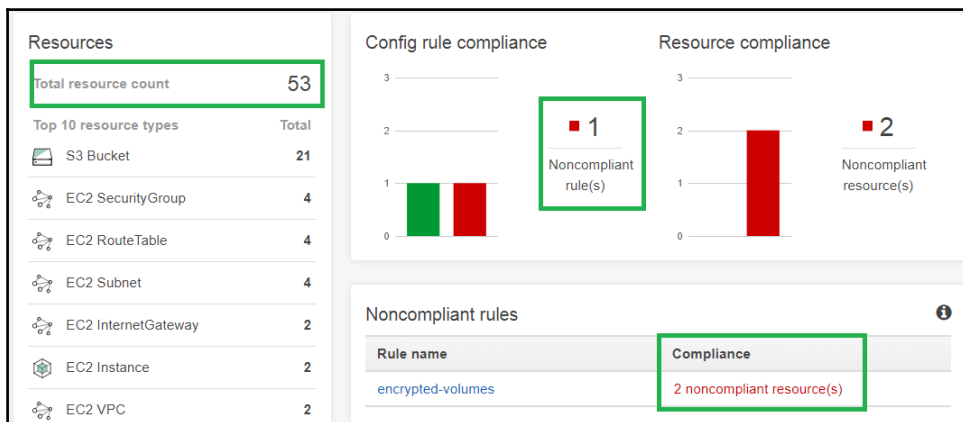 Resources
Total resource count 53
Top 10 resource types Total
S3 Bucket 21
EC2 SecurityGroup 4
EC2 RouteTable 4
EC2 Subnet 4
EC2 InternetGateway 2
EC2 Instance 2
EC2 VPC 2
Config rule compliance
3
2
1
0
1
Noncompliant
rule(s)
Resource compliance
3
2
1
0
2
Noncompliant
resource(s)
Noncompliant rules
Rule name Compliance
encrypted-volumes 2 noncompliant resource(s)